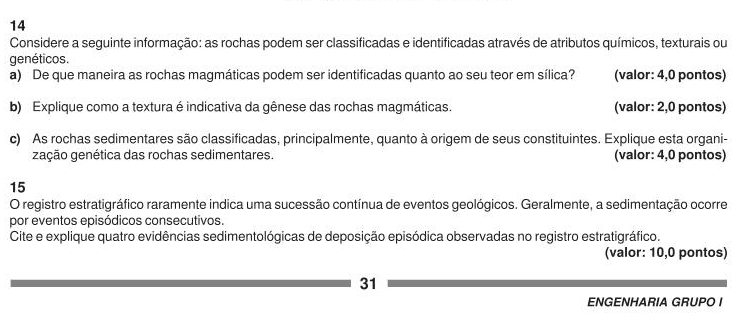 14
Considere a seguinte informação: as rochas podem ser classificadas e identificadas através de atributos químicos, texturais ou
genéticos.
a) De que maneira as rochas magmáticas podem ser identificadas quanto ao seu teor em sílica? (valor: 4,0 pontos)
b) Explique como a textura é indicativa da gênese das rochas magmáticas. (valor: 2,0 pontos)
c) As rochas sedimentares são classificadas, principalmente, quanto à origem de seus constituintes. Explique esta organi-
zação genética das rochas sedimentares. (valor: 4,0 pontos)
15
O registro estratigráfico raramente indica uma sucessão contínua de eventos geológicos. Geralmente, a sedimentação ocorre
por eventos episódicos consecutivos.
Cite e explique quatro evidências sedimentológicas de deposição episódica observadas no registro estratigráfico.
(valor: 10,0 pontos)
31
ENGENHARIA GRUPO I